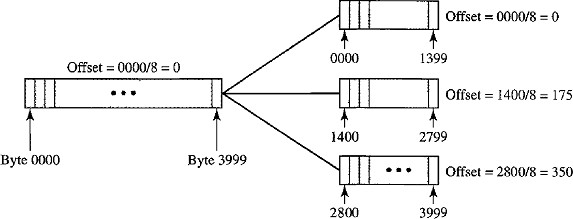 Offset = 0000/8 = 0
0000 1399
Offset = 0000/8 = 0
Byte 0000 Byte 3999
Offset = 1400/8 = 175
1400 2799
Offset = 2800/8 = 350
2800 3999